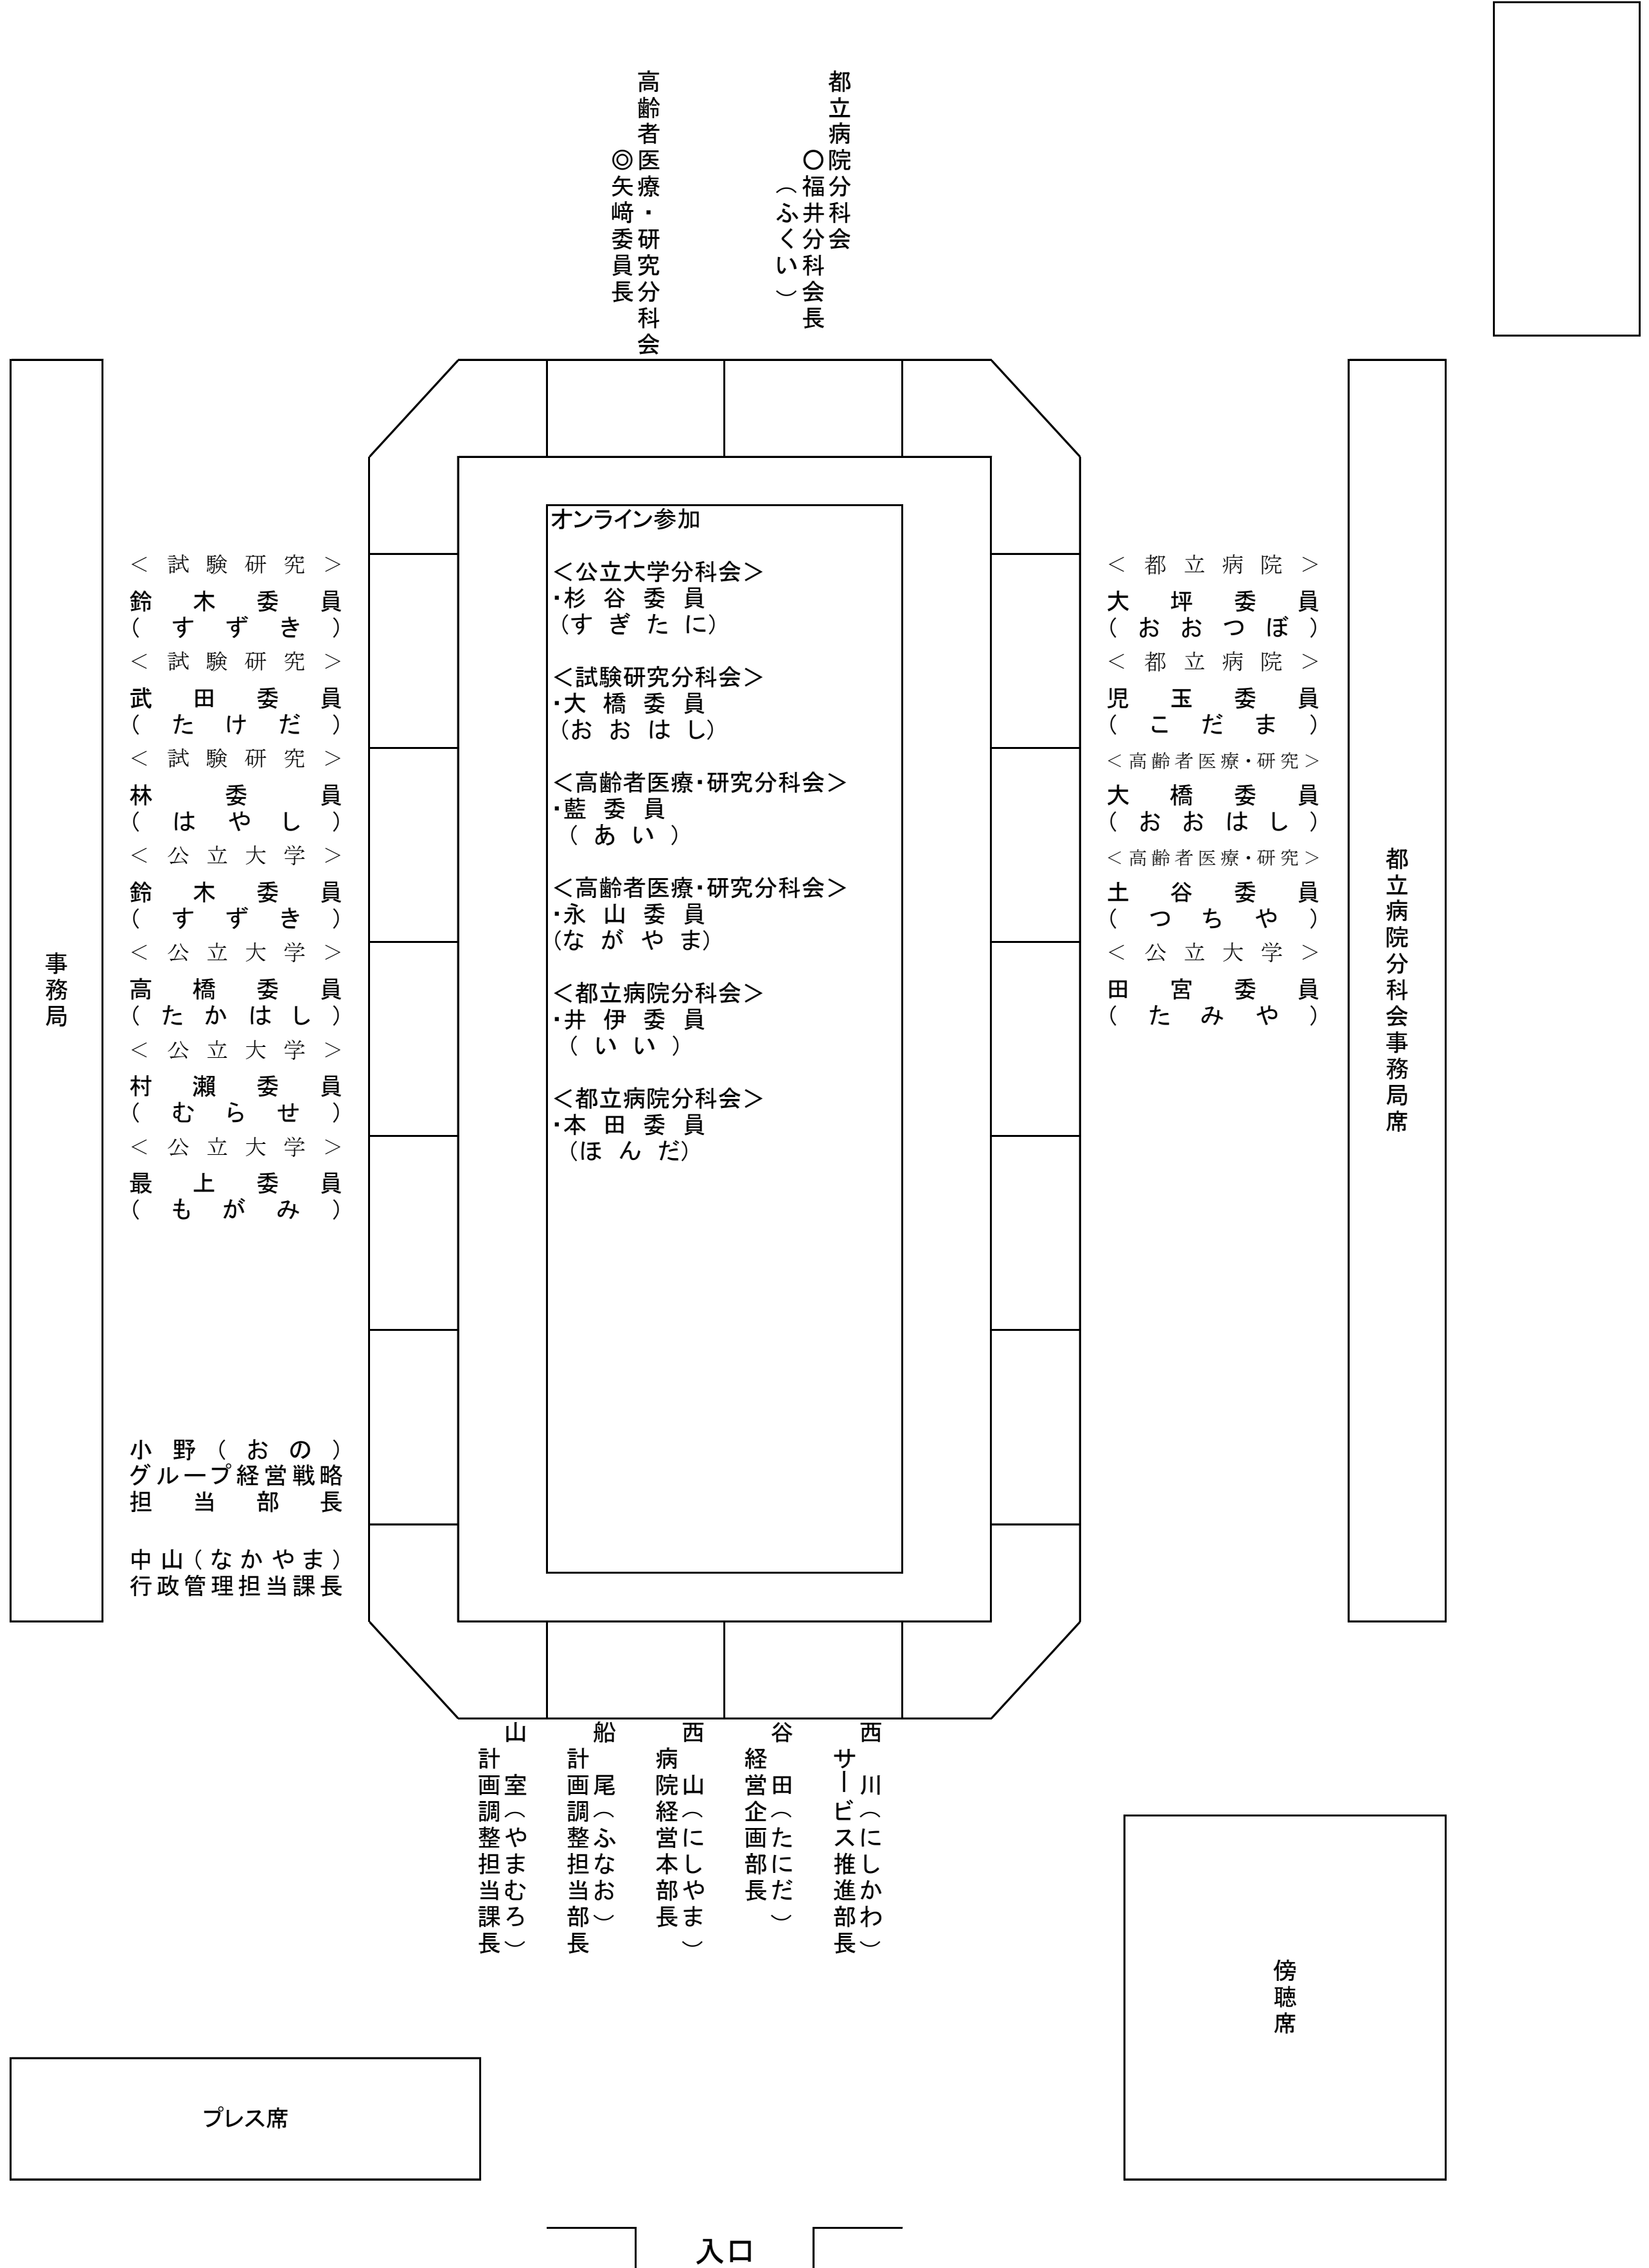 都立病院分科会
〇福井分科会長
（ふくい）
高齢者医療・研究分科会
◎矢﨑委員長
事務局
＜試験研究＞
鈴木委員
（すずき）
＜試験研究＞
武田委員
（たけだ）
＜試験研究＞
林委員
（はやし）
＜公立大学＞
鈴木委員
（すずき）
＜公立大学＞
高橋委員
（たかはし）
＜公立大学＞
村瀨委員
（むらせ）
＜公立大学＞
最上委員
（もがみ）
小野（おの）
グループ経営戦略
担当部長
中山（なかやま）
行政管理担当課長
オンライン参加
＜公立大学分科会＞
・杉谷委員
（すぎたに）
＜試験研究分科会＞
・大橋委員
（おおはし）
＜高齢者医療・研究分科会＞
・藍委員
（あい）
＜高齢者医療・研究分科会＞
・永山委員
（ながやま）
＜都立病院分科会＞
・井伊委員
（いい）
＜都立病院分科会＞
・本田委員
（ほんだ）
＜都立病院＞
大坪委員
（おおつぼ）
＜都立病院＞
児玉委員
（こだま）
＜高齢者医療・研究＞
大橋委員
（おおはし）
＜高齢者医療・研究＞
土谷委員
（つちや）
＜公立大学＞
田宮委員
（たみや）
都立病院分科会事務局席
西川（にしかわ）
サービス推進部長
谷田（たにだ）
経営企画部長
西山（にしやま）
病院経営本部長
船尾（ふなお）
計画調整担当部長
山室（やまむろ）
計画調整担当課長
傍聴席
プレス席
入口